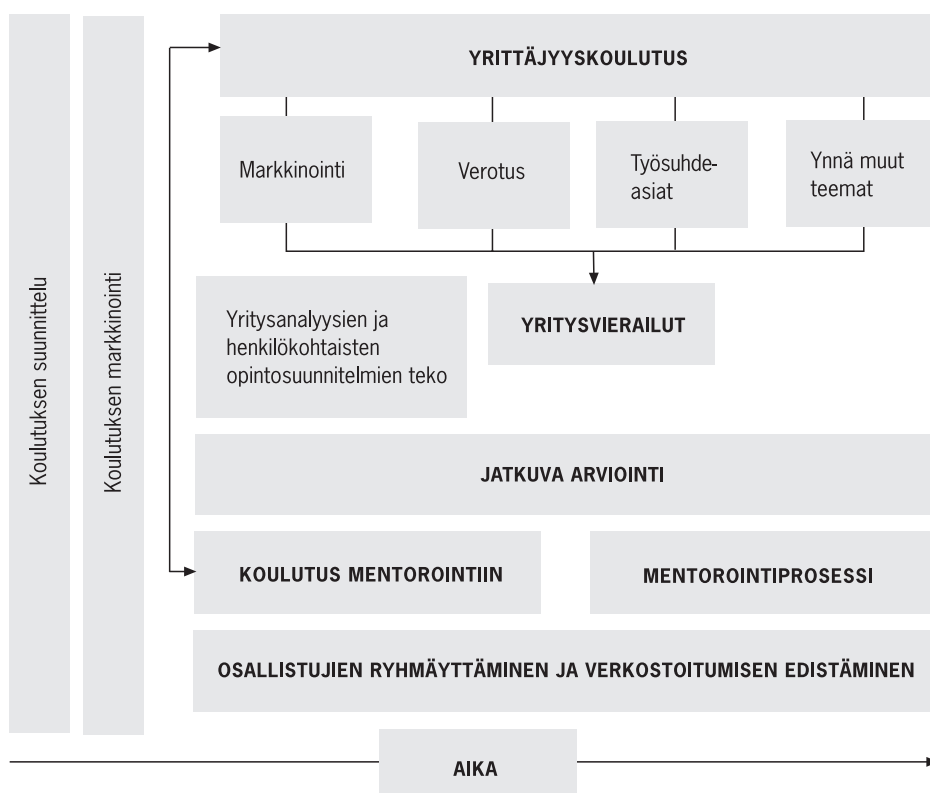 Koulutuksen suunnittelu
Koulutuksen markkinointi
YRITTÄJYYSKOULUTUS
Markkinointi
Verotus
Työsuhde-
asiat
Ynnä muut
teemat
Yritysanalyysien ja
henkilökohtaisten
opintosuunnitelmien teko
YRITYSVIERAILUT
JATKUVA ARVIOINTI
KOULUTUS MENTOROINTIIN
MENTOROINTIPROSESSI
OSALLISTUJIEN RYHMÄYTTÄMINEN JA VERKOSTOITUMISEN EDISTÄMINEN
AIKA